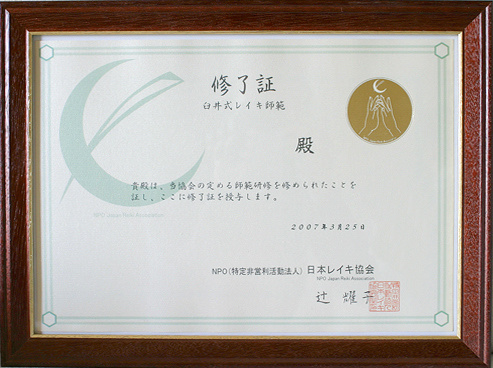 修了証
臼井式レイキ師範
殿
貴殿は、当協会の定める師範研修を修められたことを
証し、ここに修了証を授与します。
NPO Japan Reiki Association
2007年3月25日
NPO(特定非営利活動法人) 日本レイキ協会
NPO Japan Reiki Association
辻 耀子